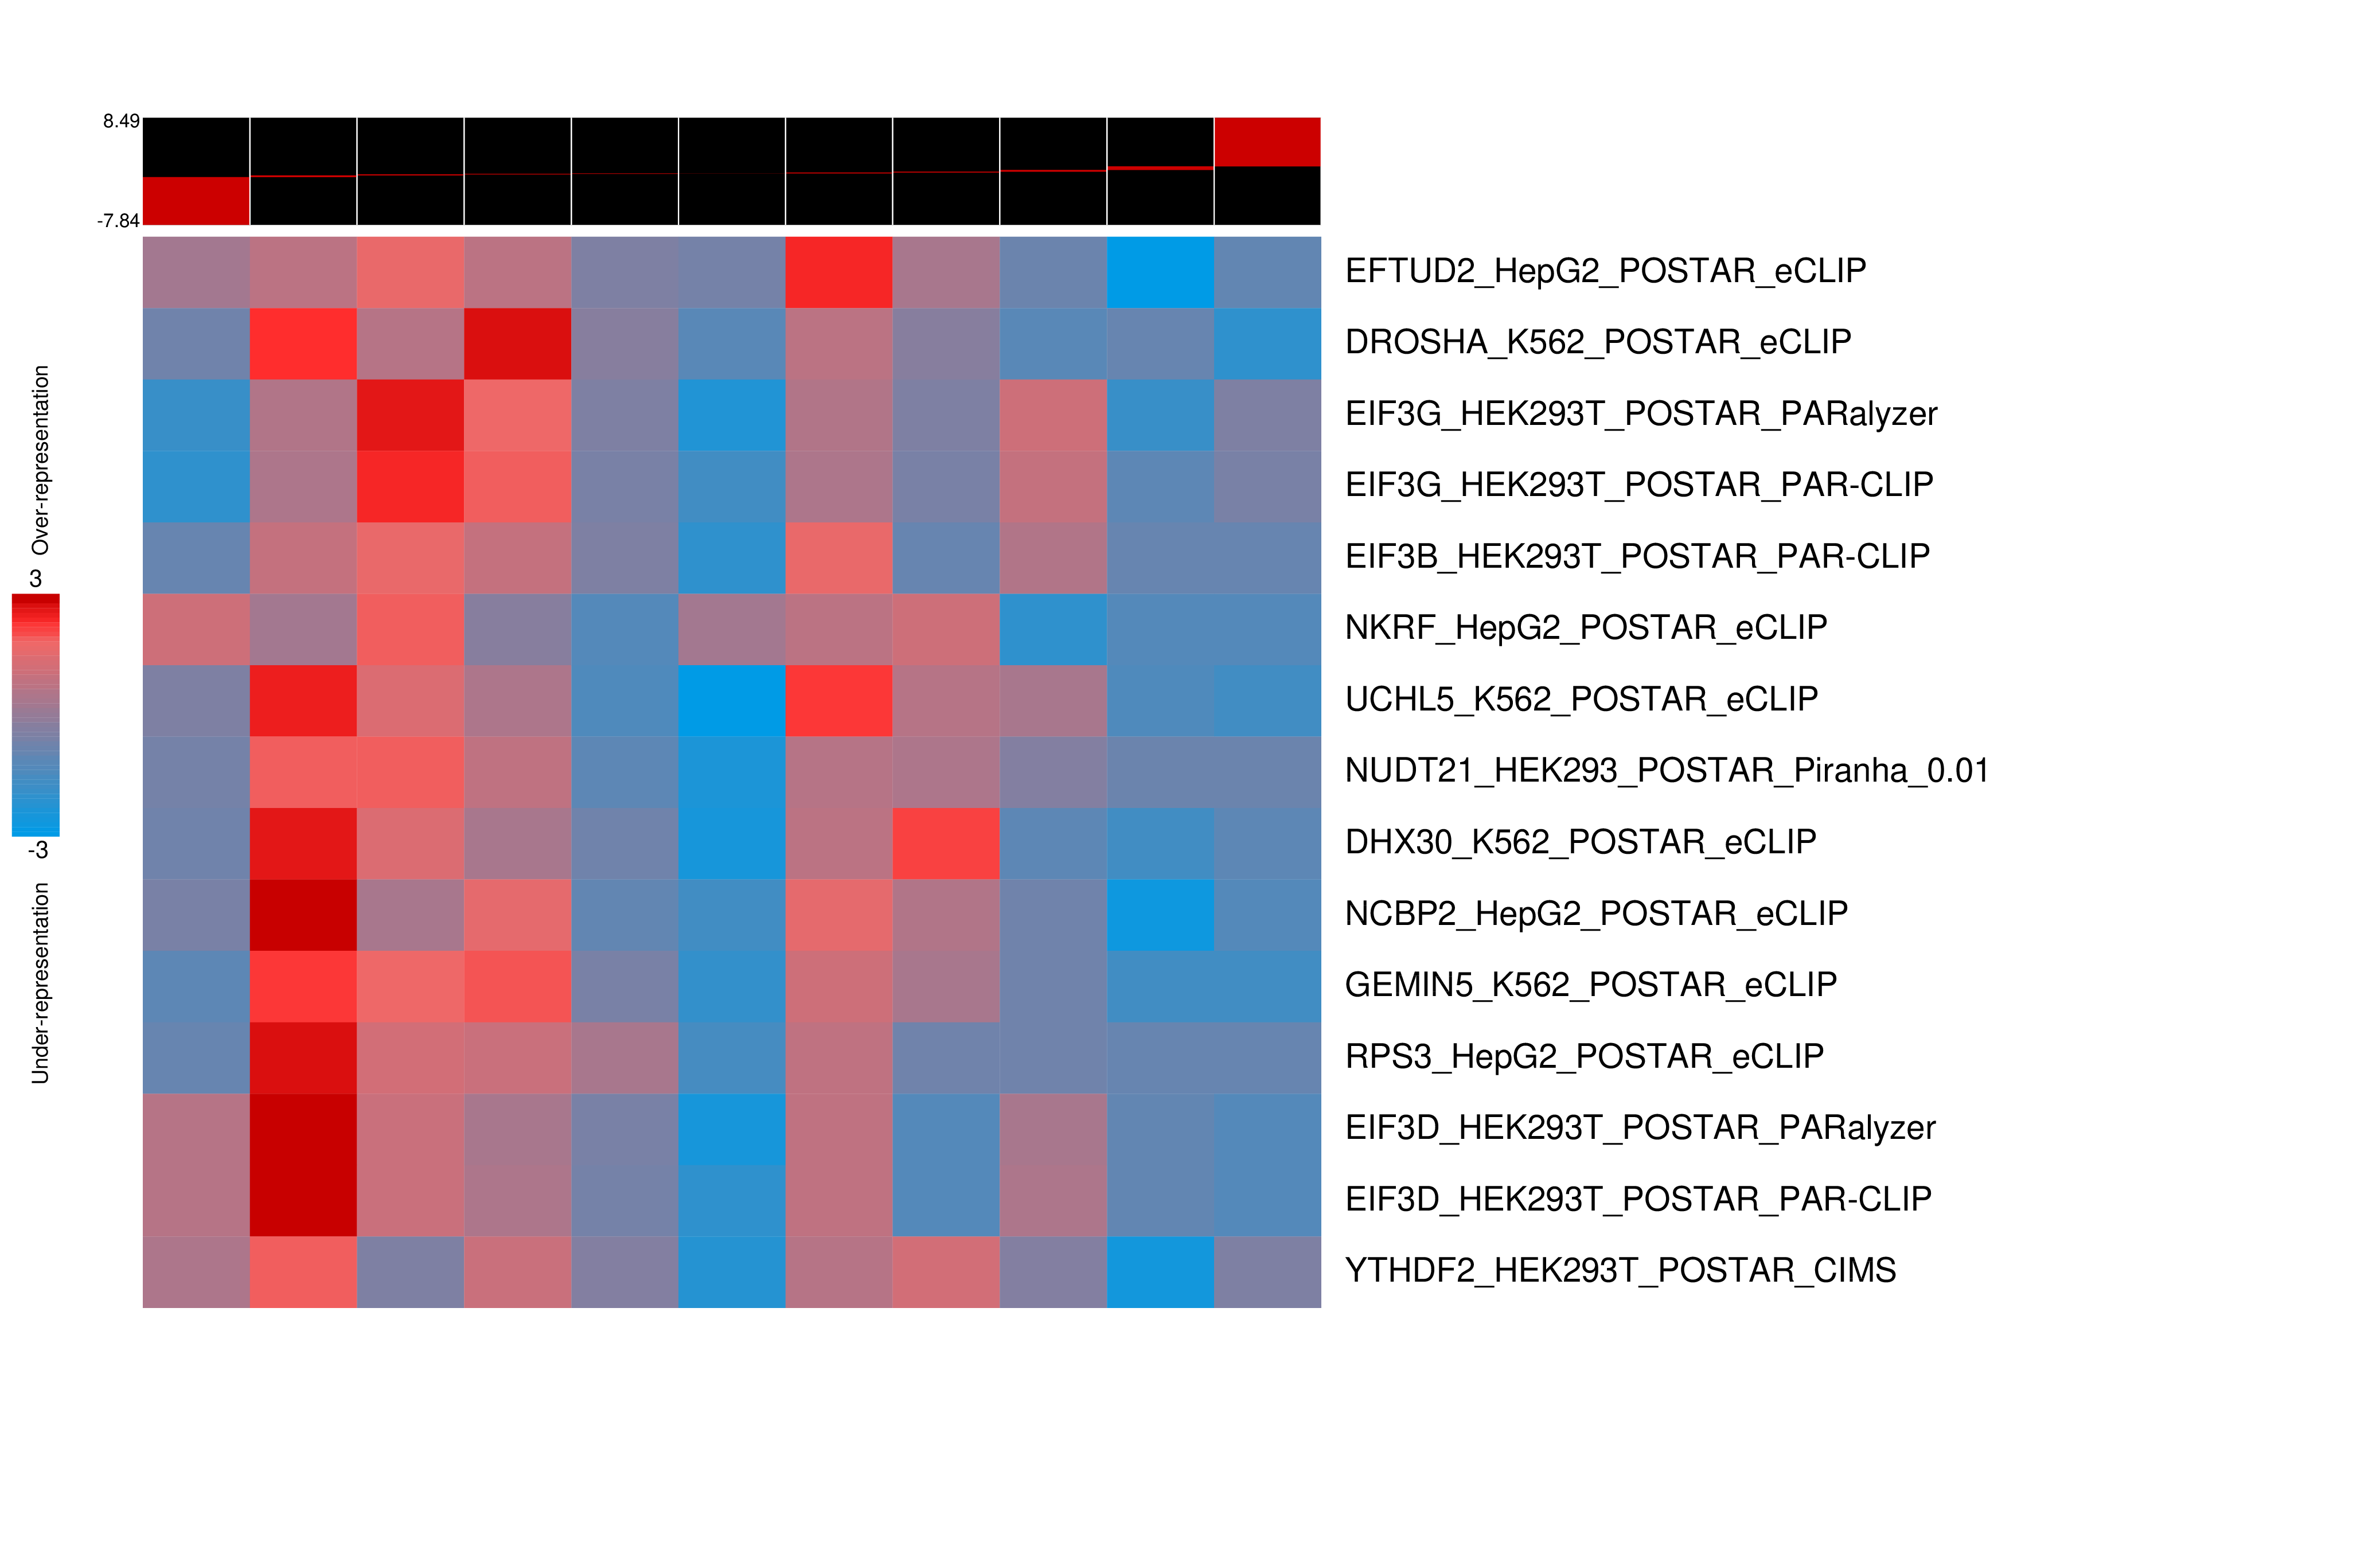 8.49
-7.84
EFTUD2_HepG2_POSTAR_eCLIP
DROSHA_K562_POSTAR_eCLIP
EIF3G_HEK293T_POSTAR_PARalyzer
EIF3G_HEK293T_POSTAR_PAR-CLIP
EIF3B_HEK293T_POSTAR_PAR-CLIP
NKRF_HepG2_POSTAR_eCLIP
UCHL5_K562_POSTAR_eCLIP
NUDT21_HEK293_POSTAR_Piranha_0.01
DHX30_K562_POSTAR_eCLIP
NCBP2_HepG2_POSTAR_eCLIP
GEMIN5_K562_POSTAR_eCLIP
RPS3_HepG2_POSTAR_eCLIP
EIF3D_HEK293T_POSTAR_PARalyzer
EIF3D_HEK293T_POSTAR_PAR-CLIP
YTHDF2_HEK293T_POSTAR_CIMS
Over-representation
3
-3
Under-representation